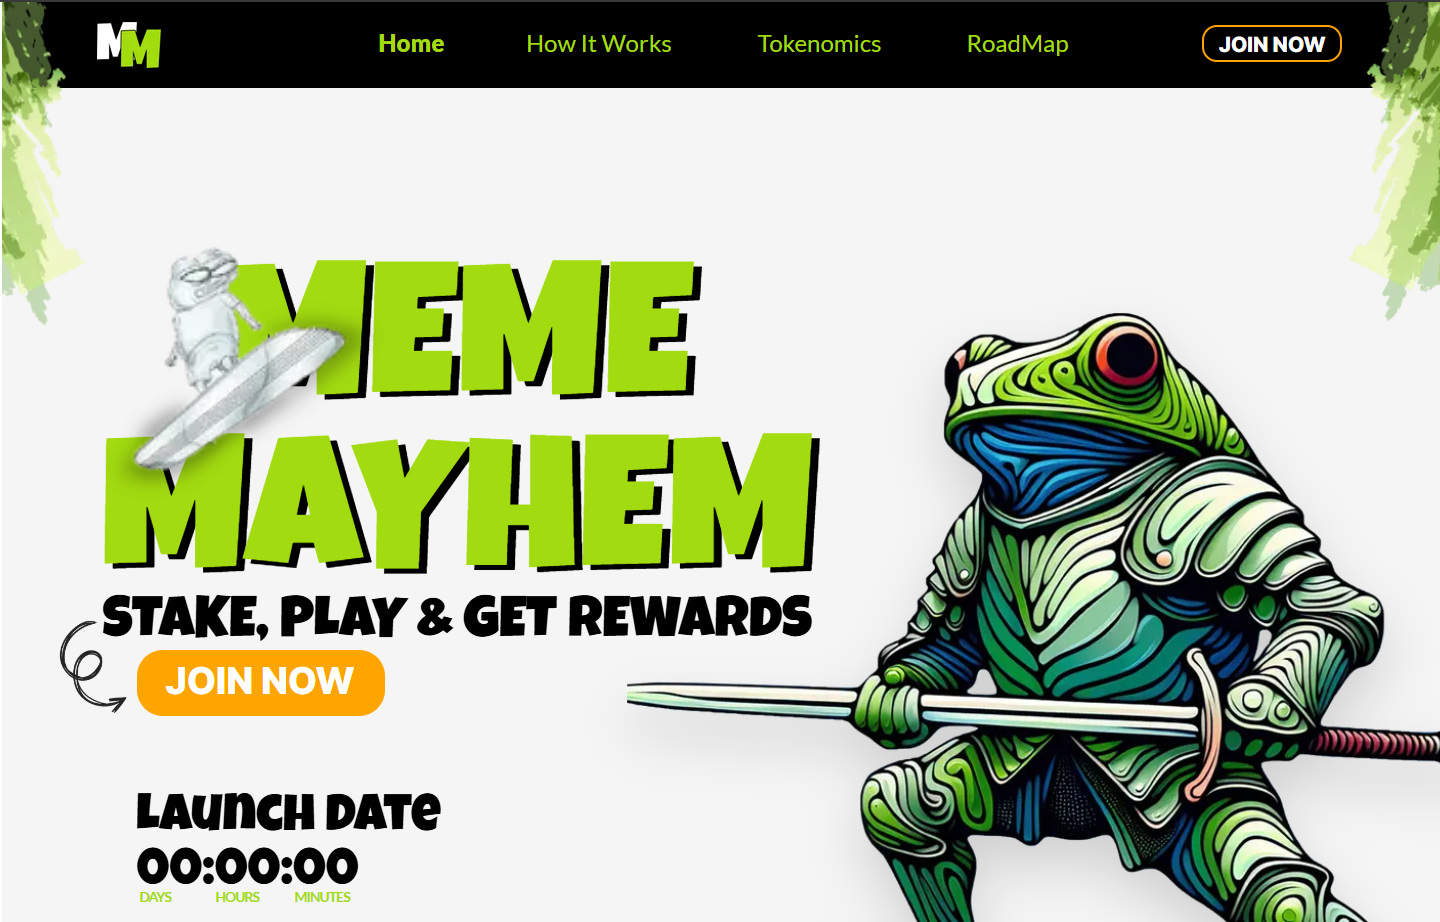 MM
Home
How It Works
Tokenomics
RoadMap
JOIN NOW
MEME
MAYHEM
STAKE, PLAY & GET REWARDS
JOIN NOW
LAUNCH DATE
00:00:00
DAYS HOURS MINUTES